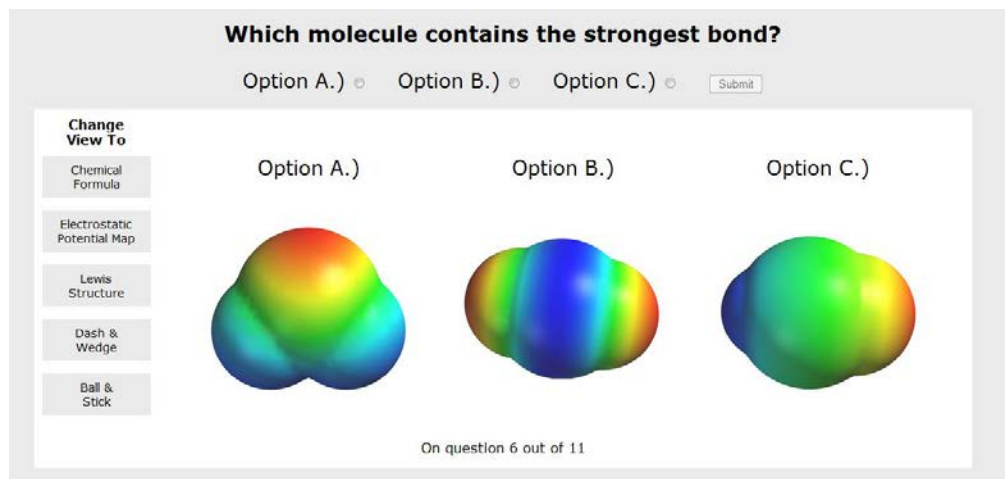 Which molecule contains the strongest bond?
Option A.) Option B.) Option C.) Submit
Change
View To
Chemical
Formula
Electrostatic
Potential Map
Lewis
Structure
Dash &
Wedge
Ball &
Stick
Option A.) Option B.) Option C.)
On question 6 out of 11